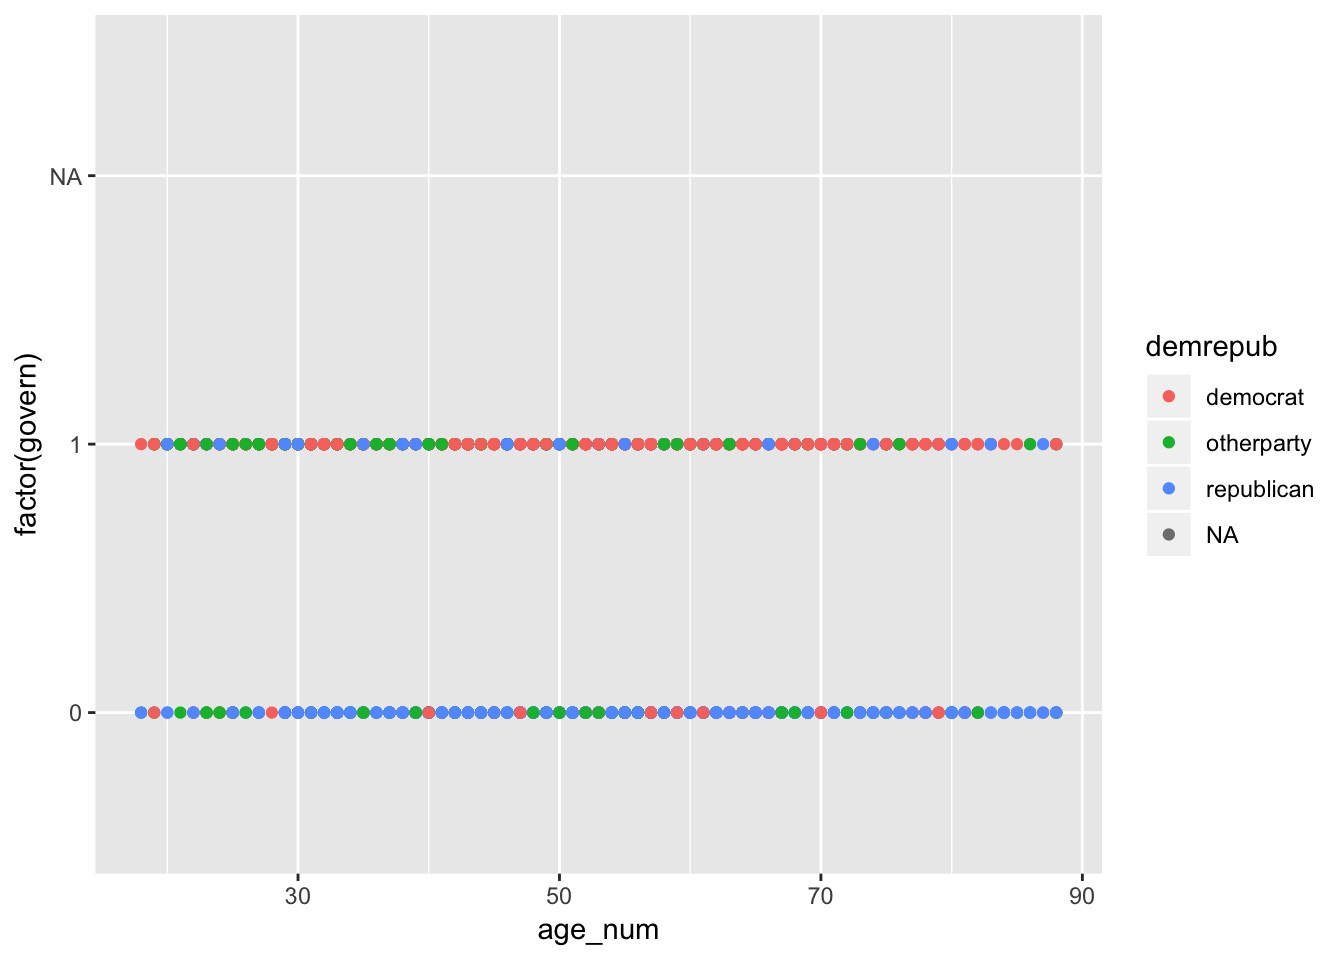 NA
1
0
factor(govern)
30 50 70 90
age_num
demrepub
democrat
otherparty
republican
NA